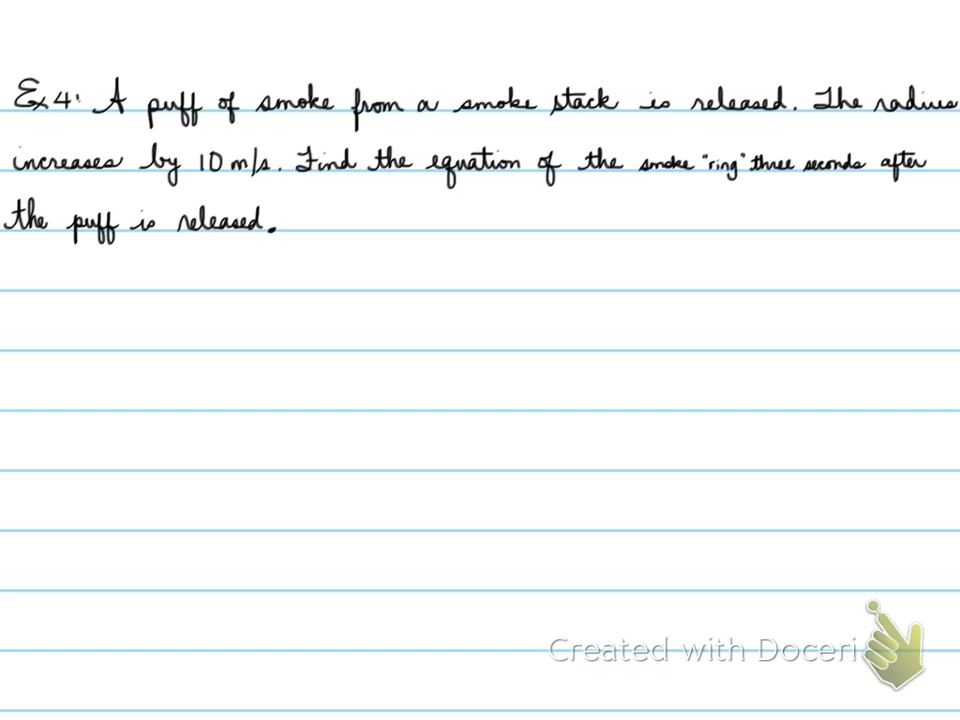 Ex 4: A puff of smoke from a smoke stack is released. The radius
increases by 10 m/s. Find the equation of the smoke "ring" three seconds after
the puff is released.
Created with Doceri